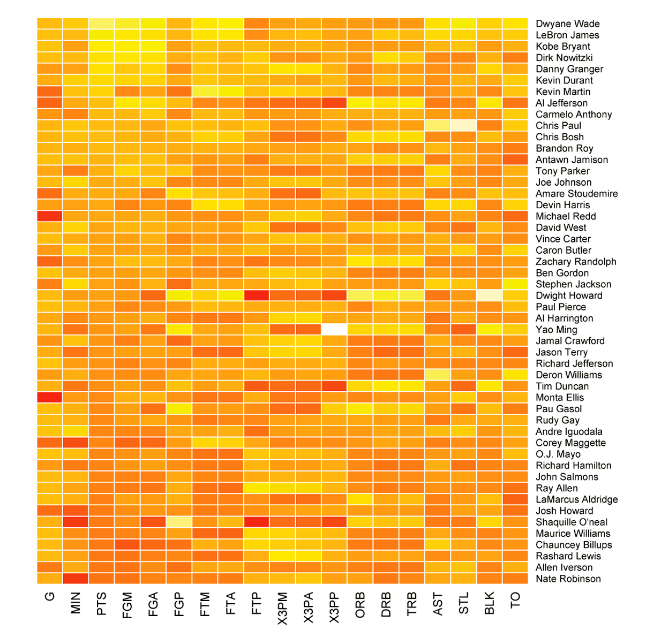 Dwyane Wade
LeBron James
Kobe Bryant
Dirk Nowitzki
Danny Granger
Kevin Durant
Kevin Martin
Al Jefferson
Carmelo Anthony
Chris Paul
Chris Bosh
Brandon Roy
Antawn Jamison
Tony Parker
Joe Johnson
Amare Stoudemire
Devin Harris
Michael Redd
David West
Vince Carter
Caron Butler
Zachary Randolph
Ben Gordon
Stephen Jackson
Dwight Howard
Paul Pierce
Al Harrington
Yao Ming
Jamal Crawford
Jason Terry
Richard Jefferson
Deron Williams
Tim Duncan
Monta Ellis
Pau Gasol
Rudy Gay
Andre Iguodala
Corey Maggette
O.J. Mayo
Richard Hamilton
John Salmons
Ray Allen
LaMarcus Aldridge
Josh Howard
Shaquille O'neal
Maurice Williams
Chauncey Billups
Rashard Lewis
Allen Iverson
Nate Robinson
G MIN PTS FGM FGA FGP FTM FTA FTP X3PM X3PA X3PP ORB DRB TRB AST STL BLK TO